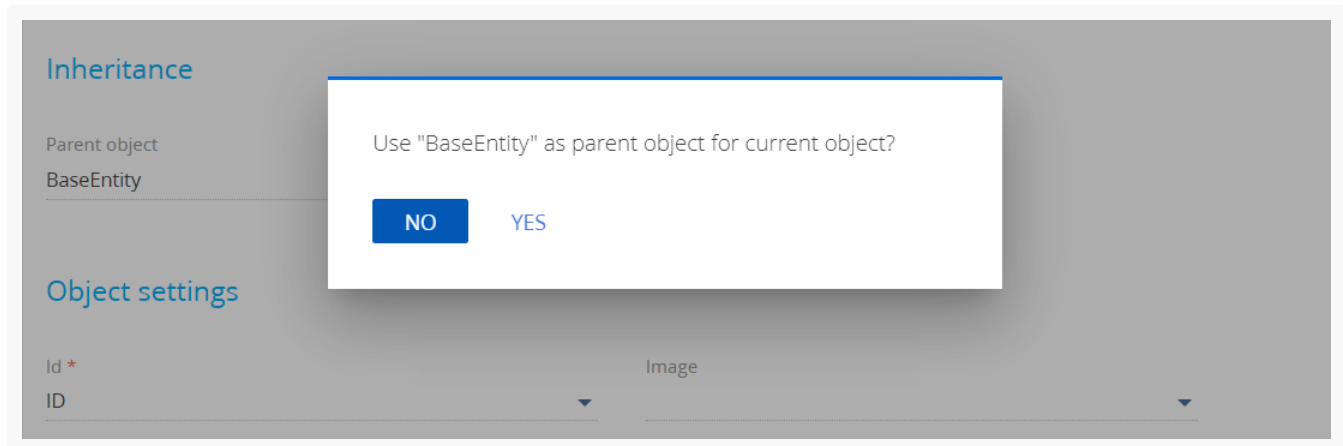 Inheritance
Parent object
BaseEntity
Use "BaseEntity" as parent object for current object?
NO YES
Object settings
Id * Image
ID